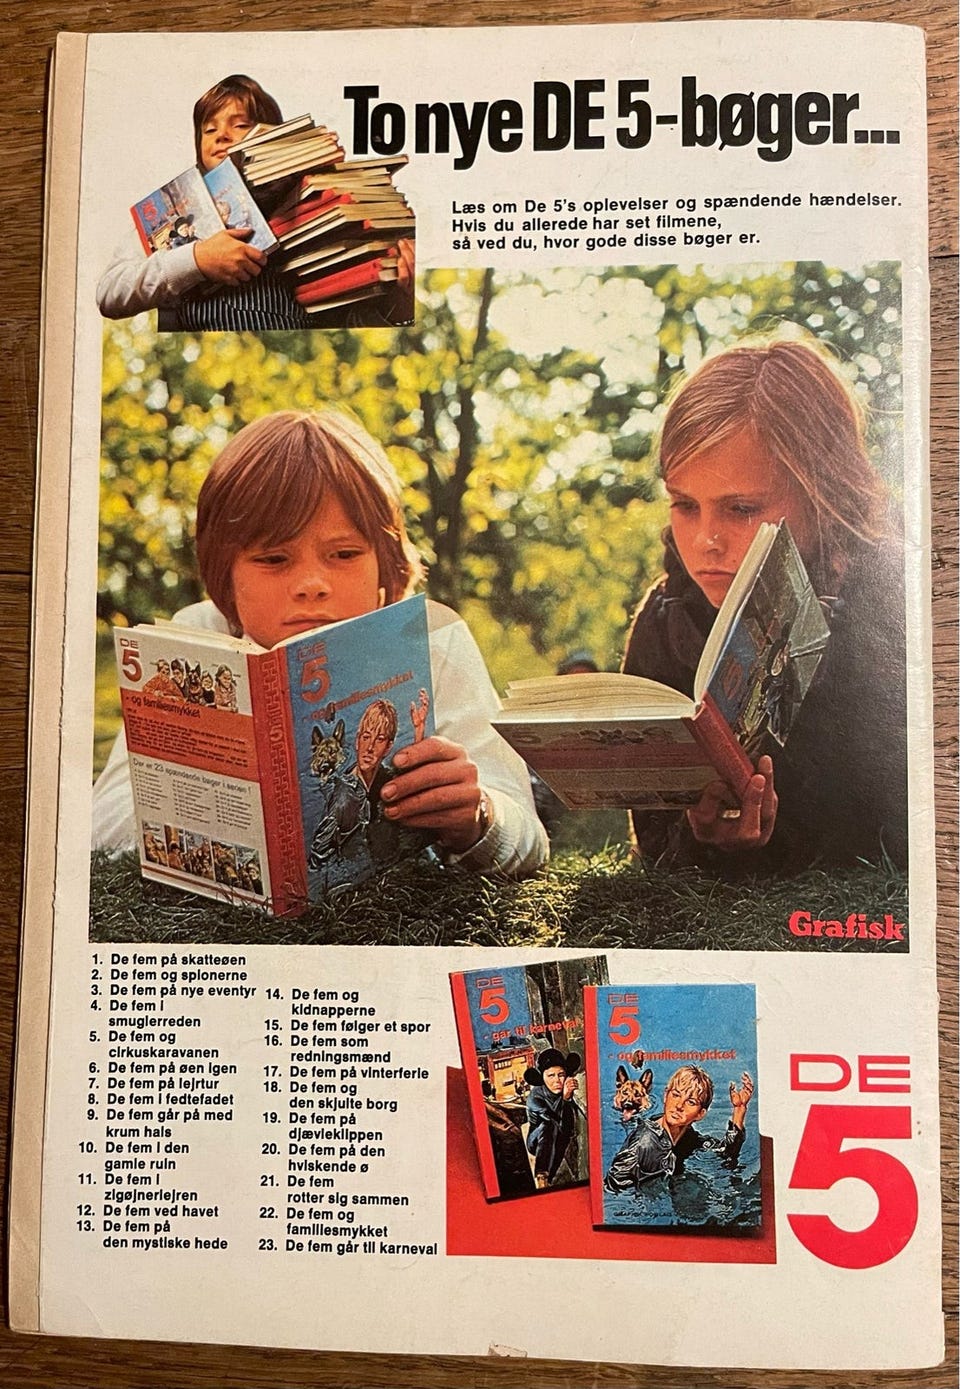 To nye DE 5-bøger...
Læs om De 5's oplevelser og spændende hændelser.
Hvis du allerede har set filmene,
så ved du, hvor gode disse bøger er.
DE
5
- og familiesmykket
Der er 23 spændende bøger i serien!
DE
5
- og familiesmykket
Grafisk
1. De fem på skatteøen
2. De fem og spionerne
3. De fem på nye eventyr
4. De fem i
smuglerreden
5. De fem og
cirkuskaravanen
6. De fem på øen igen
7. De fem på lejrtur
8. De fem i fedtefadet
9. De fem går på med
krum hals
10. De fem i den
gamle ruin
11. De fem i
zigøjnerlejren
12. De fem ved havet
13. De fem på
den mystiske hede
14. De fem og
kidnapperne
15. De fem følger et spor
16. De fem som
redningsmænd
17. De fem på vinterferie
18. De fem og
den skjulte borg
19. De fem på
djævleklippen
20. De fem på den
hviskende ø
21. De fem
rotter sig sammen
22. De fem og
familiesmykket
23. De fem går til karneval
DE
5
- går til karneval
DE
5
- og familiesmykket
GRAFISK FORLAG
DE
5